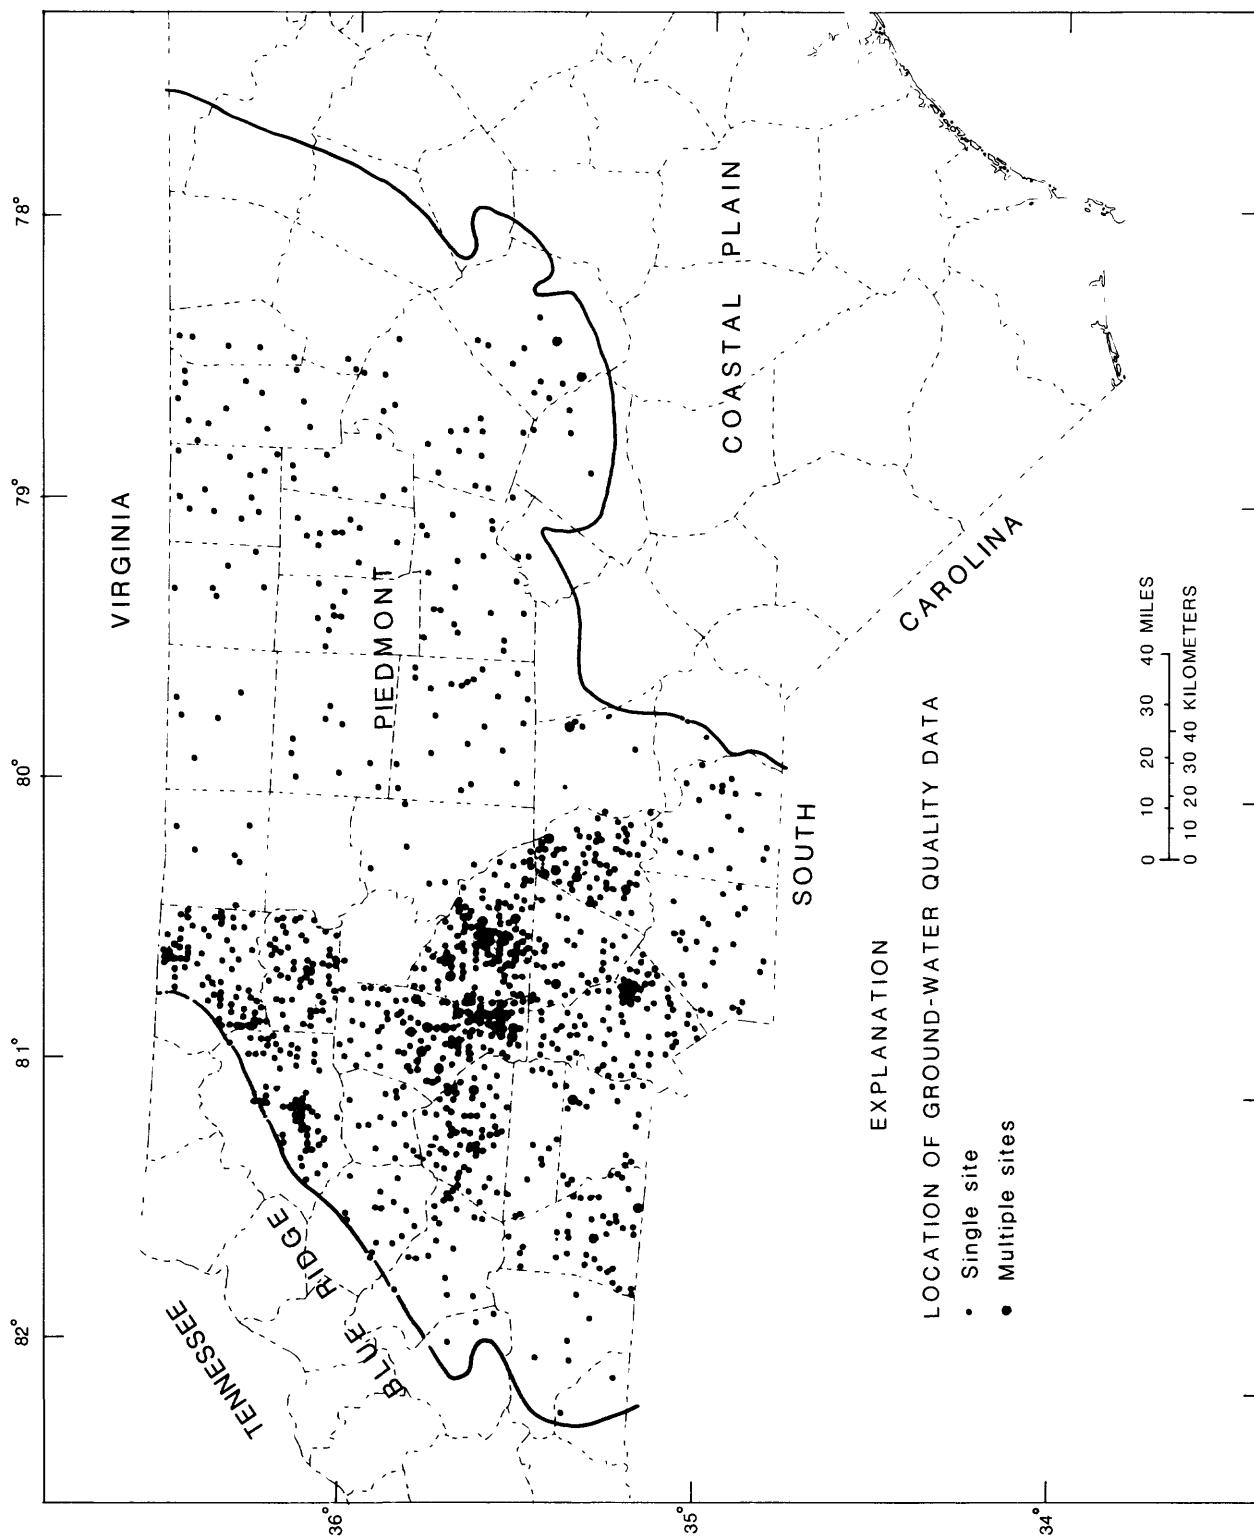 82°
81°
80°
79°
78°
36°
35°
34°
TENNESSEE
VIRGINIA
BLUE RIDGE
PIEDMONT
COASTAL PLAIN
SOUTH CAROLINA
EXPLANATION
LOCATION OF GROUND-WATER QUALITY DATA
Single site
Multiple sites
0 10 20 30 40 MILES
0 10 20 30 40 KILOMETERS